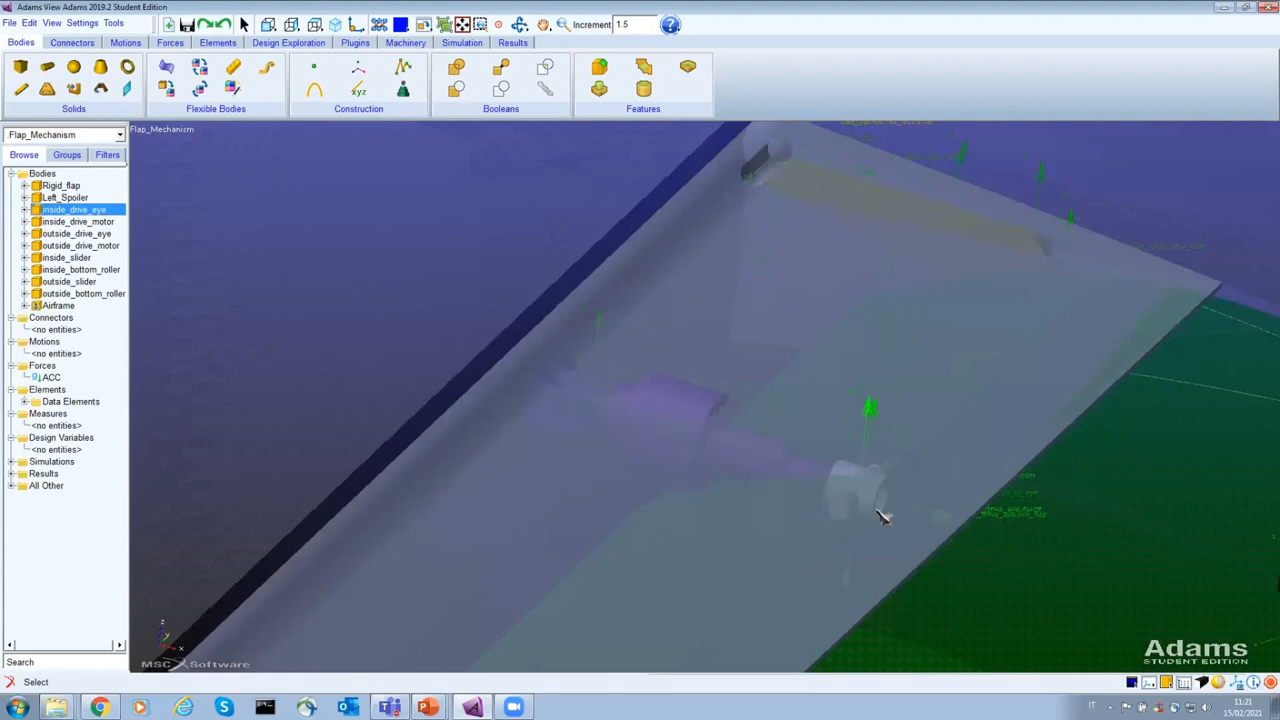 Adams View Adams 2019.2 Student Edition
File Edit View Settings Tools
Increment 1.5
Bodies Connectors Motions Forces Elements Design Exploration Plugins Machinery Simulation Results
Solids Flexible Bodies Construction Booleans Features
.Flap_Mechanism
Flap_Mechanism
Browse Groups Filters
Bodies
Rigid_flap
Left_Spoiler
inside_drive_eye
inside_drive_motor
outside_drive_eye
outside_drive_motor
inside_slider
inside_bottom_roller
outside_slider
outside_bottom_roller
Airframe
Connectors
<no entities>
Motions
<no entities>
Forces
ACC
Elements
Data Elements
Measures
<no entities>
Design Variables
<no entities>
Simulations
Results
All Other
z
y
x
MSC Software
Adams
STUDENT EDITION
Search
Select
IT
11:21
15/02/2021